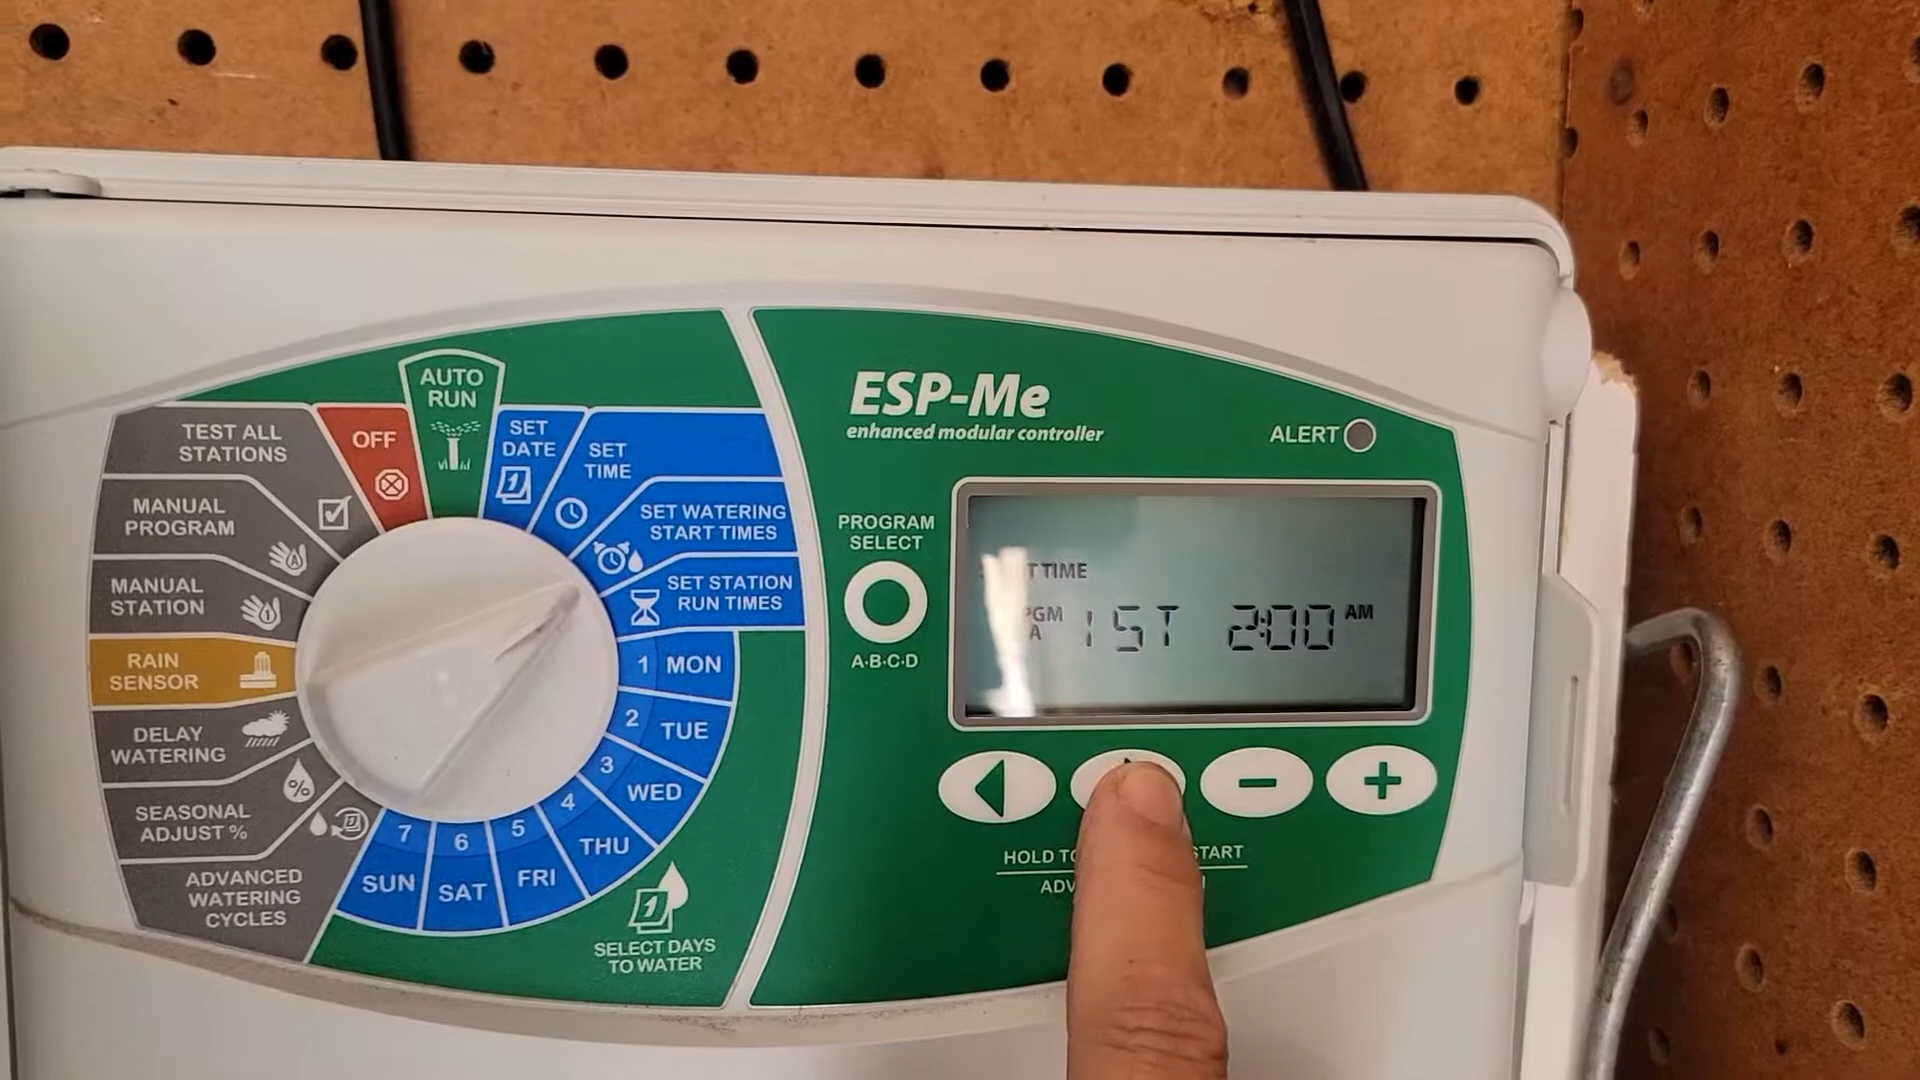 AUTO
RUN
OFF
SET
DATE
1
SET
TIME
SET WATERING
START TIMES
SET STATION
RUN TIMES
1 MON
2 TUE
3 WED
4 THU
5 FRI
6 SAT
7 SUN
1
SELECT DAYS
TO WATER
TEST ALL
STATIONS
MANUAL
PROGRAM
A
MANUAL
STATION
1
RAIN
SENSOR
DELAY
WATERING
SEASONAL
ADJUST %
%
ADVANCED
WATERING
CYCLES
ESP-Me
enhanced modular controller
ALERT
PROGRAM
SELECT
A•B•C•D
TIME
PGM
A
1ST 2:00 AM
- +
HOLD
START